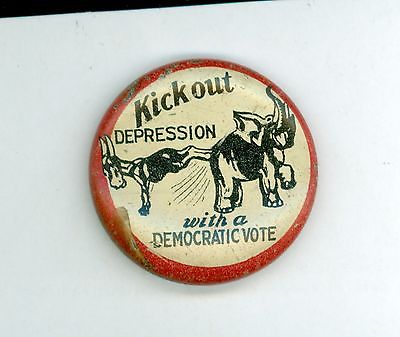 Kick out
DEPRESSION
with a
DEMOCRATIC VOTE